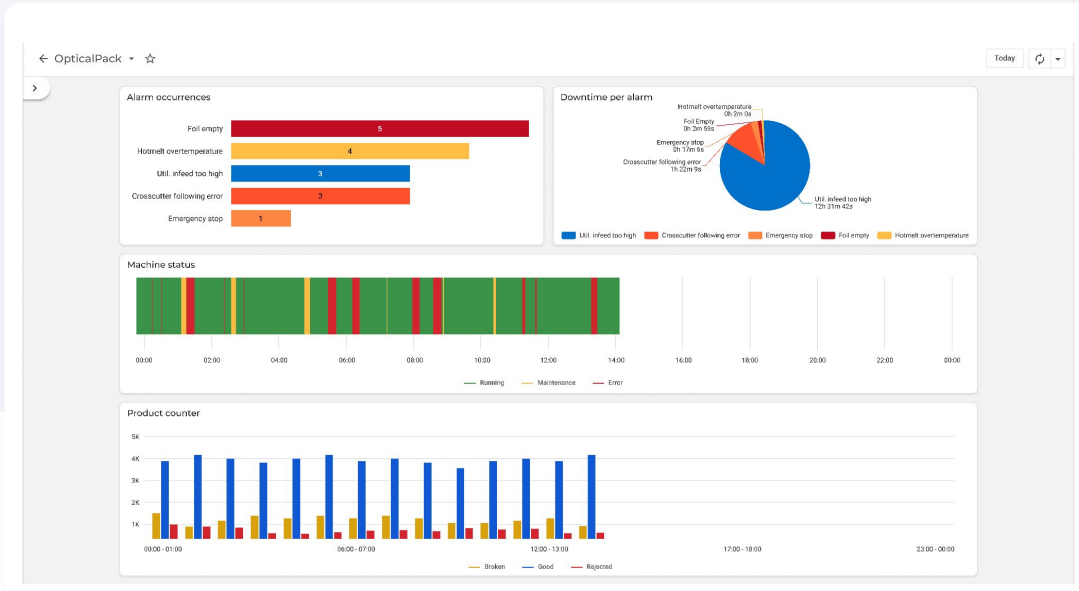 OpticalPack
Today
Alarm occurrences
Foil empty
5
Hotmelt overtemperature
4
Util. infeed too high
3
Crosscutter following error
3
Emergency stop
1
Downtime per alarm
Hotmelt overtemperature
0h 2m 0s
Foil Empty
0h 2m 59s
Emergency stop
0h 17m 6s
Crosscutter following error
1h 22m 9s
Util. infeed too high
12h 31m 42s
Util. infeed too high Crosscutter following error Emergency stop Foil empty Hotmelt overtemperature
Machine status
00:00 02:00 04:00 06:00 08:00 10:00 12:00 14:00 16:00 18:00 20:00 22:00 00:00
Running Maintenance Error
Product counter
5K
4K
3K
2K
1K
00:00 - 01:00 06:00 - 07:00 12:00 - 13:00 17:00 - 18:00 23:00 - 00:00
Broken Good Rejected